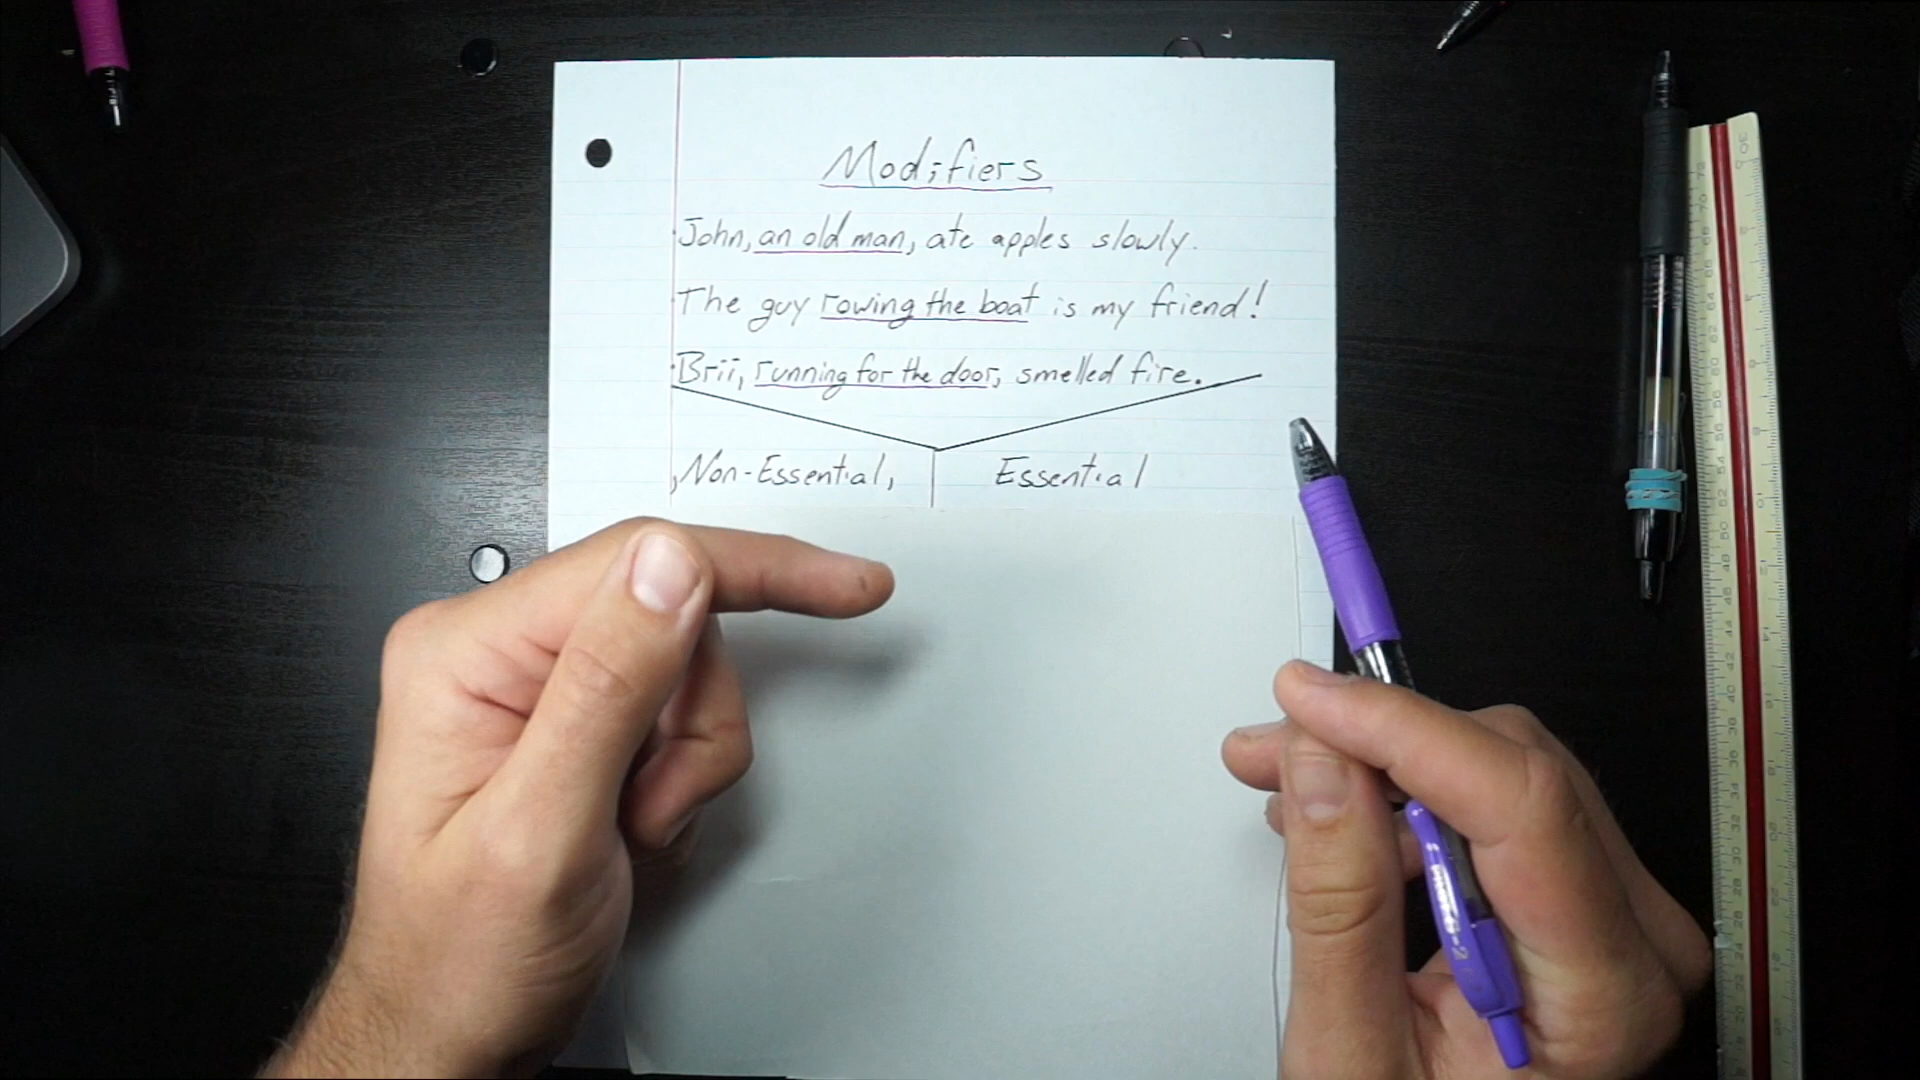 Modifiers
John, an old man, ate apples slowly.
The guy rowing the boat is my friend!
Brii, running for the door, smelled fire.
,Non-Essential,
Essential